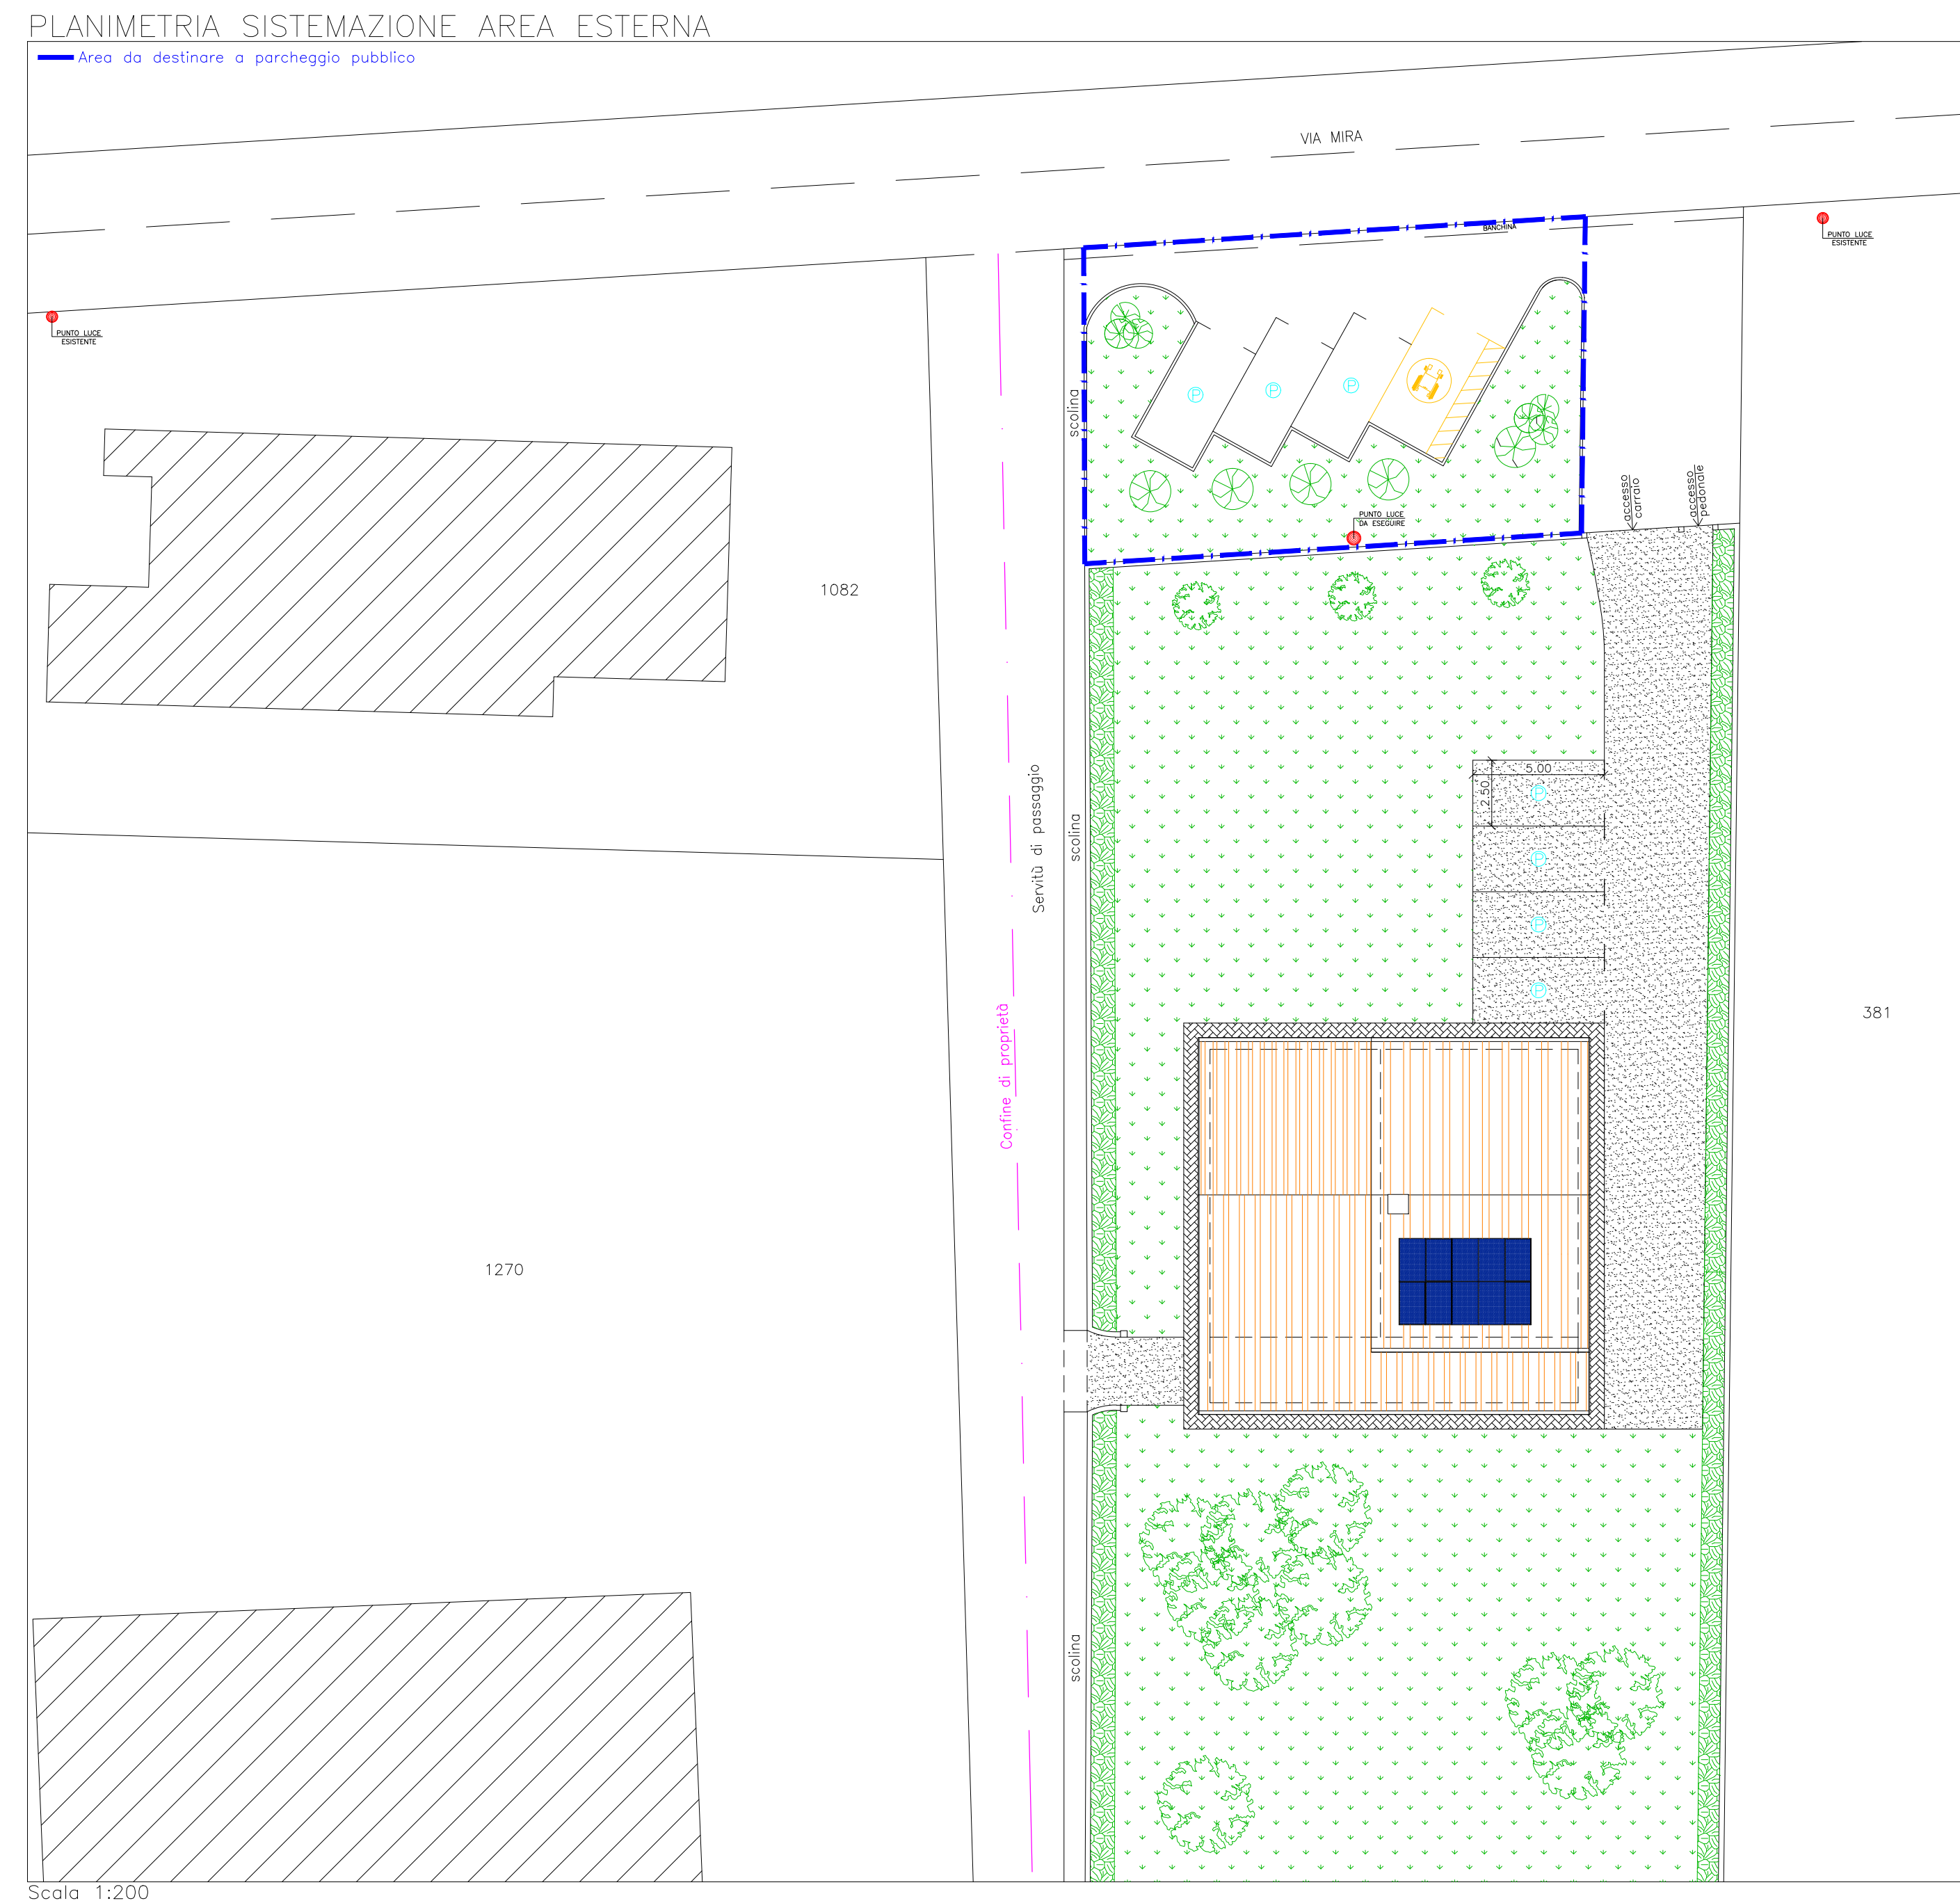 PLANIMETRIA SISTEMAZIONE AREA ESTERNA
Area da destinare a parcheggio pubblico
VIA MIRA
BANCHINA
PUNTO LUCE
ESISTENTE
PUNTO LUCE
ESISTENTE
scolina
P
P
P
accesso
carraio
accesso
pedonale
PUNTO LUCE
DA ESEGUIRE
1082
Servitù di passaggio
scolina
5.00
2.50
P
P
P
P
381
Confine di proprietà
1270
scolina
Scala 1:200